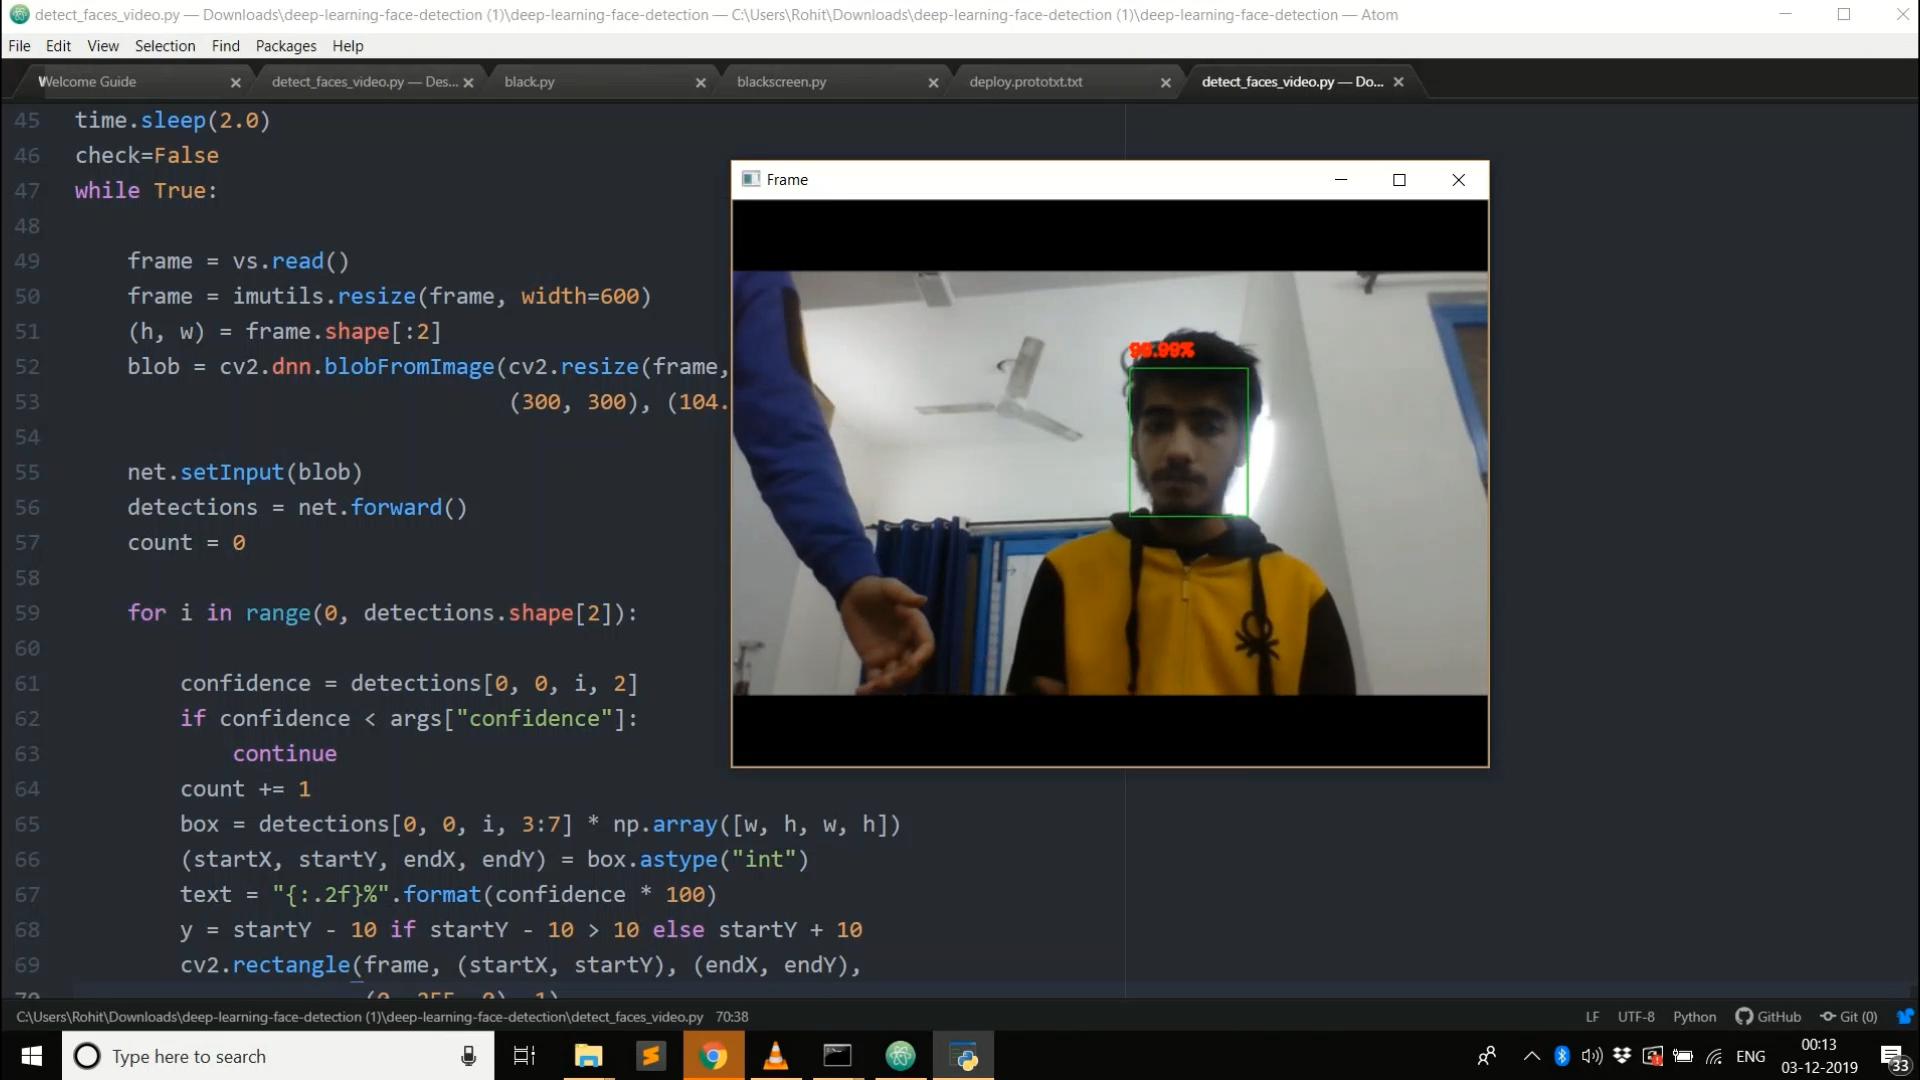 detect_faces_video.py — Downloads\deep-learning-face-detection (1)\deep-learning-face-detection — C:\Users\Rohit\Downloads\deep-learning-face-detection (1)\deep-learning-face-detection — Atom
File Edit View Selection Find Packages Help
Welcome Guide detect_faces_video.py — Des... black.py blackscreen.py deploy.prototxt.txt detect_faces_video.py — Do...
45 time.sleep(2.0)
46 check=False
47 while True:
48
49 frame = vs.read()
50 frame = imutils.resize(frame, width=600)
51 (h, w) = frame.shape[:2]
52 blob = cv2.dnn.blobFromImage(cv2.resize(frame,
53 (300, 300), (104.
54
55 net.setInput(blob)
56 detections = net.forward()
57 count = 0
58
59 for i in range(0, detections.shape[2]):
60
61 confidence = detections[0, 0, i, 2]
62 if confidence < args["confidence"]:
63 continue
64 count += 1
65 box = detections[0, 0, i, 3:7] * np.array([w, h, w, h])
66 (startX, startY, endX, endY) = box.astype("int")
67 text = "{:.2f}%".format(confidence * 100)
68 y = startY - 10 if startY - 10 > 10 else startY + 10
69 cv2.rectangle(frame, (startX, startY), (endX, endY),
70 (0, 255, 0), 1)
Frame
99.99%
C:\Users\Rohit\Downloads\deep-learning-face-detection (1)\deep-learning-face-detection\detect_faces_video.py 70:38 LF UTF-8 Python GitHub Git (0)
Type here to search
ENG
00:13
03-12-2019
33